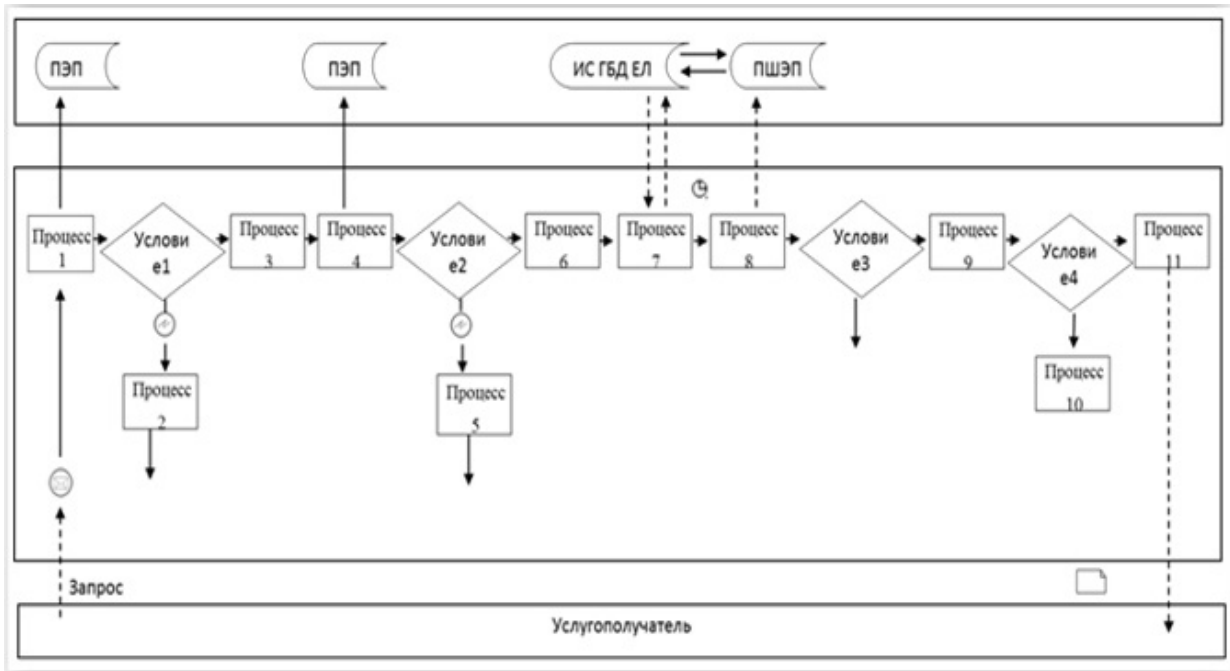 ПЭП
ПЭП
ИС ГБД ЕЛ
ПШЭП
Процесс
1
Услови
е1
Процесс
3
Процесс
4
Услови
е2
Процесс
6
Процесс
7
Процесс
8
Услови
е3
Процесс
9
Услови
е4
Процесс
11
Процесс
2
Процесс
5
Процесс
10
Запрос
Услугополучатель